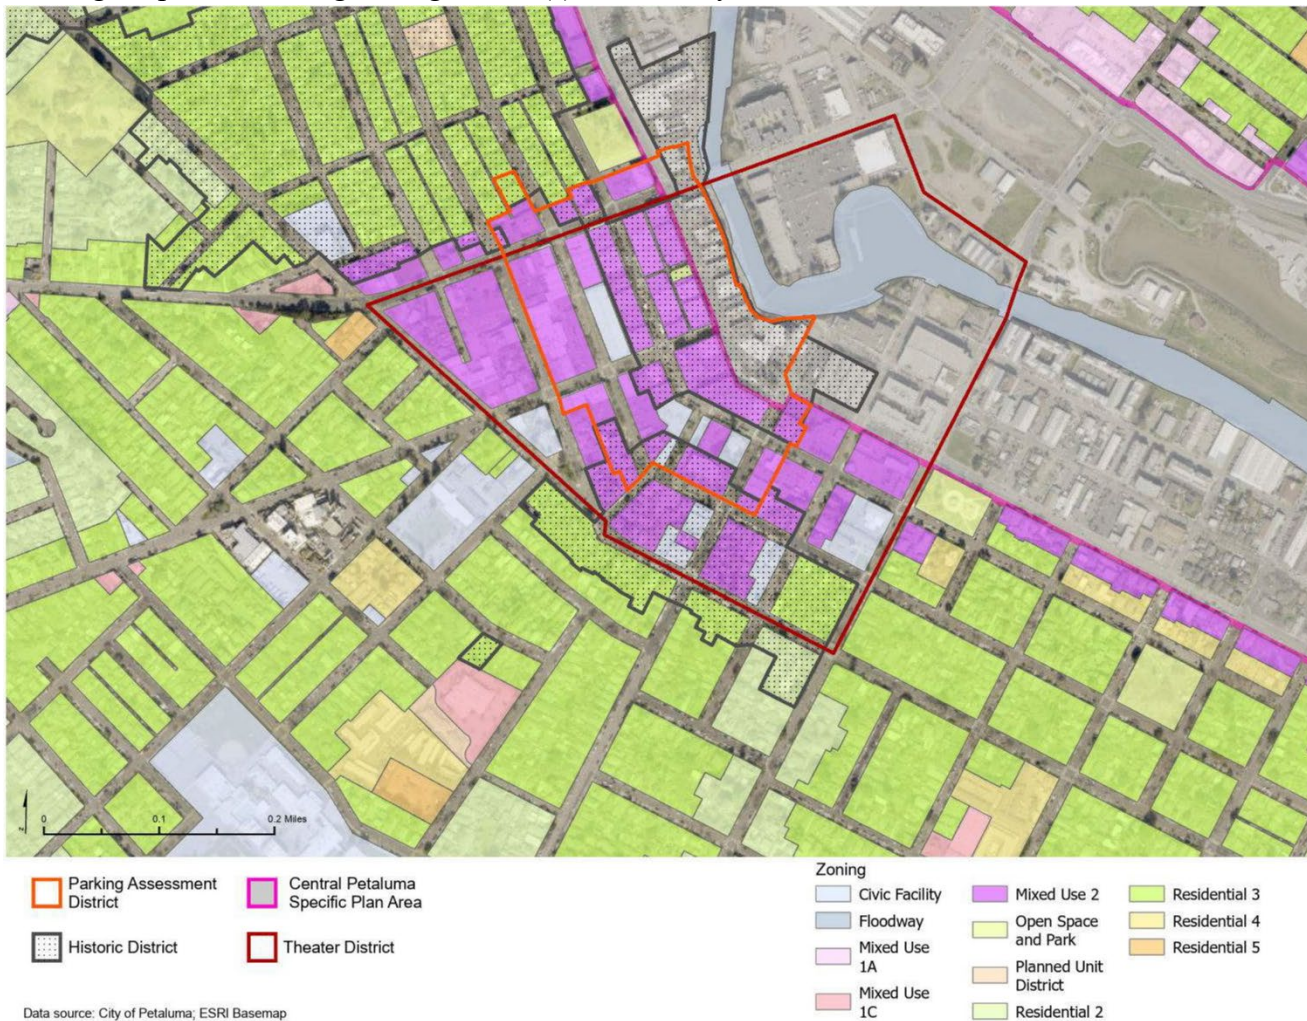 0
0.1
0.2 Miles
Parking Assessment
District
Central Petaluma
Specific Plan Area
Historic District
Theater District
Data source: City of Petaluma; ESRI Basemap
Zoning
Civic Facility
Floodway
Mixed Use
1A
Mixed Use
1C
Mixed Use 2
Open Space
and Park
Planned Unit
District
Residential 2
Residential 3
Residential 4
Residential 5